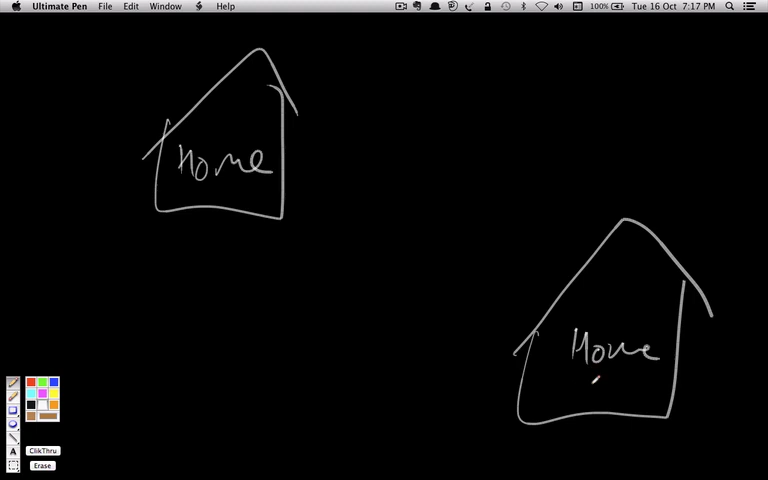 Ultimate Pen File Edit Window Help 100% Tue 16 Oct 7:17 PM
Home
Home
A
ClikThru
Erase